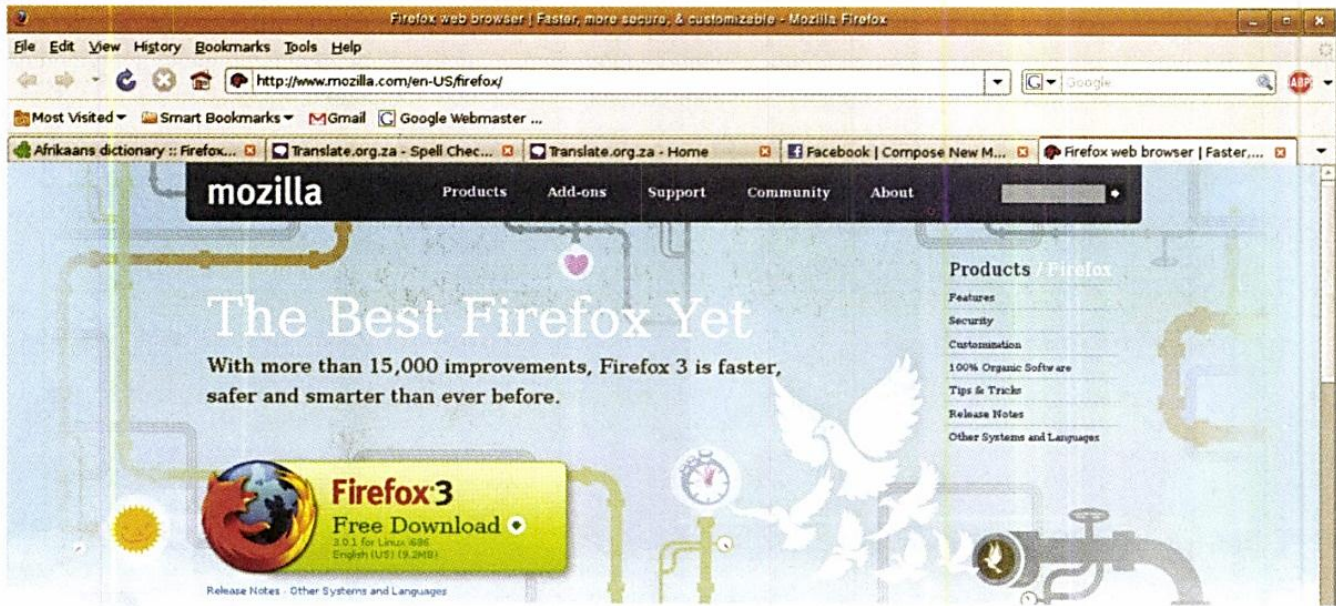 Firefox web browser | Faster, more secure, & customizable - Mozilla Firefox
File Edit View History Bookmarks Tools Help
http://www.mozilla.com/en-US/firefox/
G Google
ABP
Most Visited Smart Bookmarks Gmail Google Webmaster ...
Afrikaans dictionary :: Firefox... Translate.org.za - Spell Chec... Translate.org.za - Home Facebook | Compose New M... Firefox web browser | Faster,...
mozilla Products Add-ons Support Community About
Products / Firefox
Features
Security
Customization
100% Organic Software
Tips & Tricks
Release Notes
Other Systems and Languages
The Best Firefox Yet
With more than 15,000 improvements, Firefox 3 is faster,
safer and smarter than ever before.
Firefox 3
Free Download
3.0.1 for Linux i686
English (US) (9.2MB)
Release Notes - Other Systems and Languages